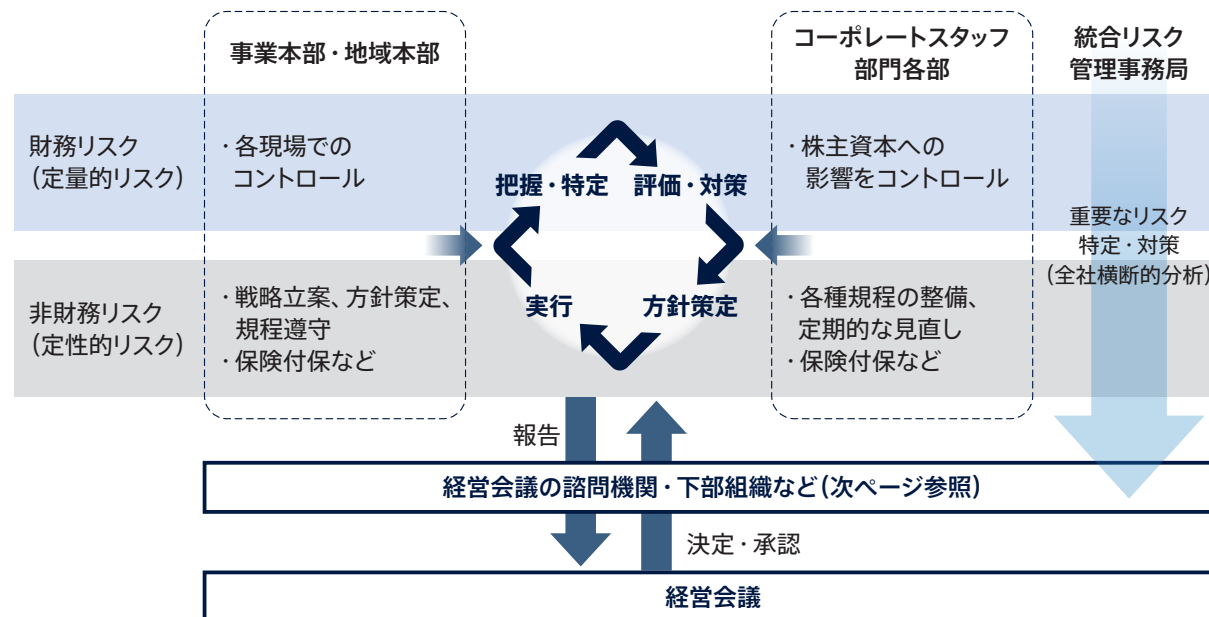 事業本部・地域本部
コーポレートスタッフ
部門各部
統合リスク
管理事務局
財務リスク
(定量的リスク)
・各現場での
コントロール
把握・特定
評価・対策
・株主資本への
影響をコントロール
重要なリスク
特定・対策
(全社横断的分析)
非財務リスク
(定性的リスク)
・戦略立案、方針策定、
規程遵守
・保険付保など
実行
方針策定
・各種規程の整備、
定期的な見直し
・保険付保など
報告
経営会議の諮問機関・下部組織など(次ページ参照)
決定・承認
経営会議